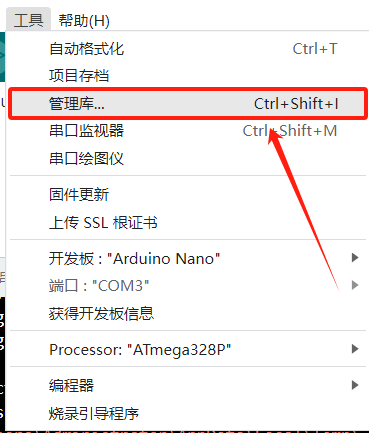 工具 帮助(H)
自动格式化 Ctrl+T
项目存档
管理库... Ctrl+Shift+I
串口监视器 Ctrl+Shift+M
串口绘图仪
固件更新
上传 SSL 根证书
开发板 : "Arduino Nano"
端口 : "COM3"
获得开发板信息
Processor: "ATmega328P"
编程器
烧录引导程序